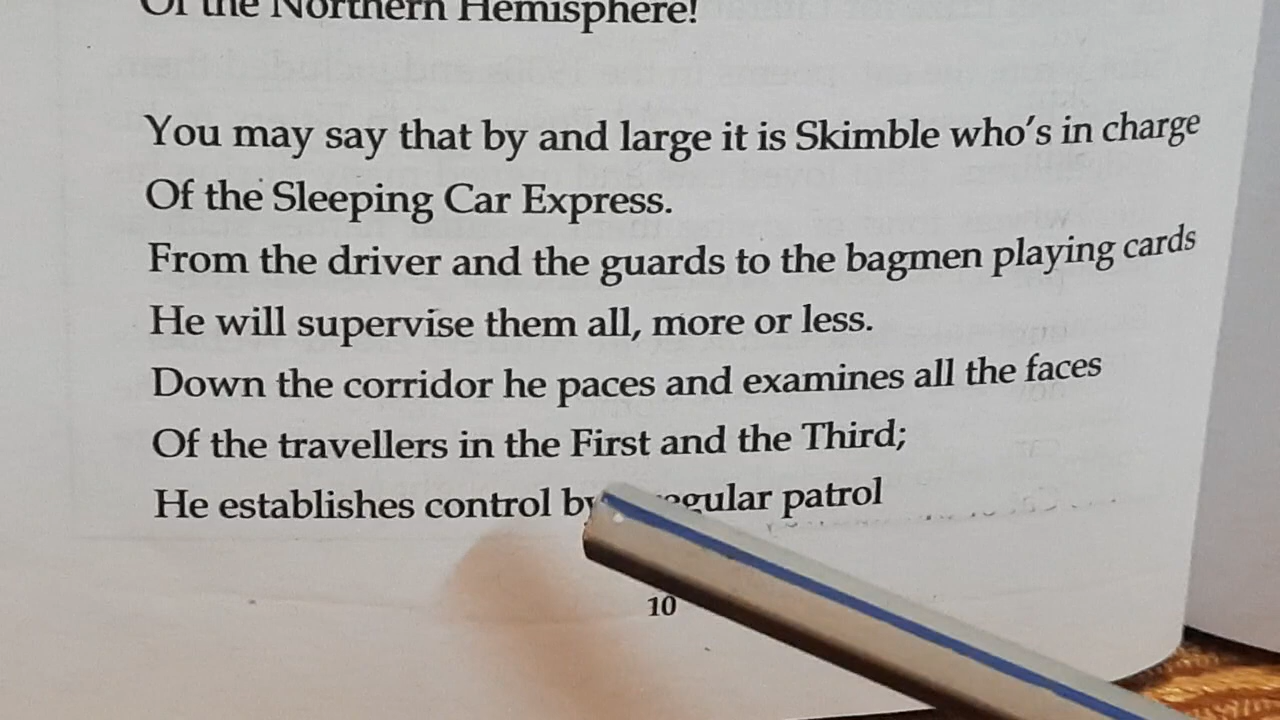 Of the Northern Hemisphere!
You may say that by and large it is Skimble who's in charge
Of the Sleeping Car Express.
From the driver and the guards to the bagmen playing cards
He will supervise them all, more or less.
Down the corridor he paces and examines all the faces
Of the travellers in the First and the Third;
He establishes control by regular patrol
10